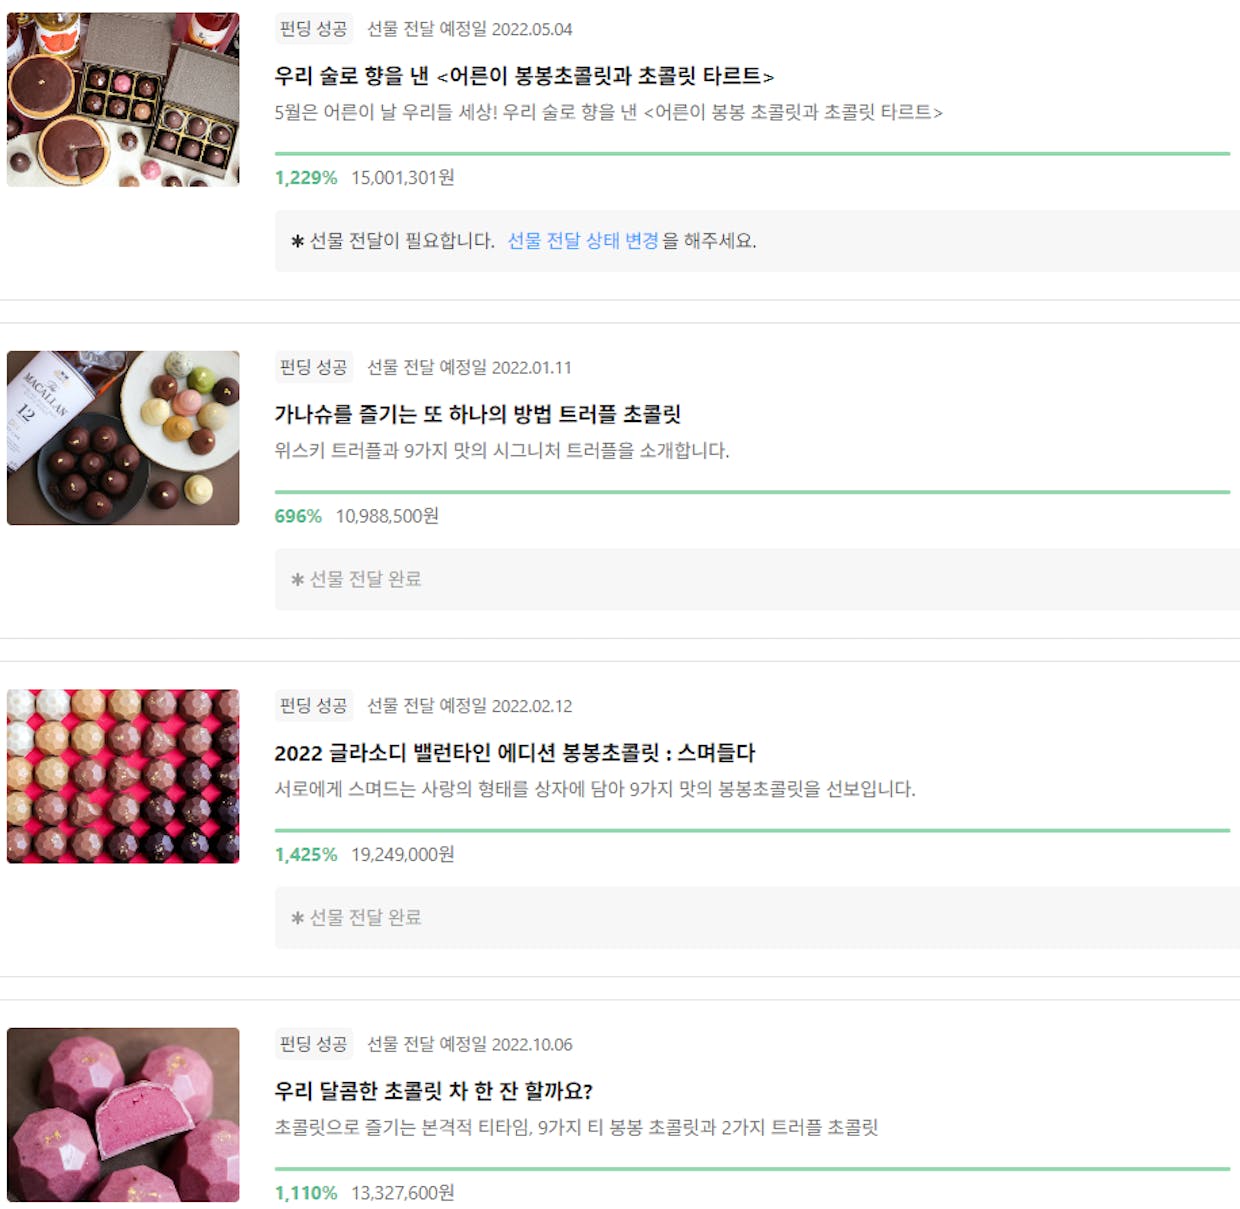 펀딩 성공 선물 전달 예정일 2022.05.04
우리 술로 향을 낸 <어른이 봉봉초콜릿과 초콜릿 타르트>
5월은 어른이 날 우리들 세상! 우리 술로 향을 낸 <어른이 봉봉 초콜릿과 초콜릿 타르트>
1,229% 15,001,301원
✱ 선물 전달이 필요합니다. 선물 전달 상태 변경을 해주세요.
The
MACALLAN
12
펀딩 성공 선물 전달 예정일 2022.01.11
가나슈를 즐기는 또 하나의 방법 트러플 초콜릿
위스키 트러플과 9가지 맛의 시그니처 트러플을 소개합니다.
696% 10,988,500원
✱ 선물 전달 완료
펀딩 성공 선물 전달 예정일 2022.02.12
2022 글라소디 밸런타인 에디션 봉봉초콜릿 : 스며들다
서로에게 스며드는 사랑의 형태를 상자에 담아 9가지 맛의 봉봉초콜릿을 선보입니다.
1,425% 19,249,000원
✱ 선물 전달 완료
펀딩 성공 선물 전달 예정일 2022.10.06
우리 달콤한 초콜릿 차 한 잔 할까요?
초콜릿으로 즐기는 본격적 티타임, 9가지 티 봉봉 초콜릿과 2가지 트러플 초콜릿
1,110% 13,327,600원